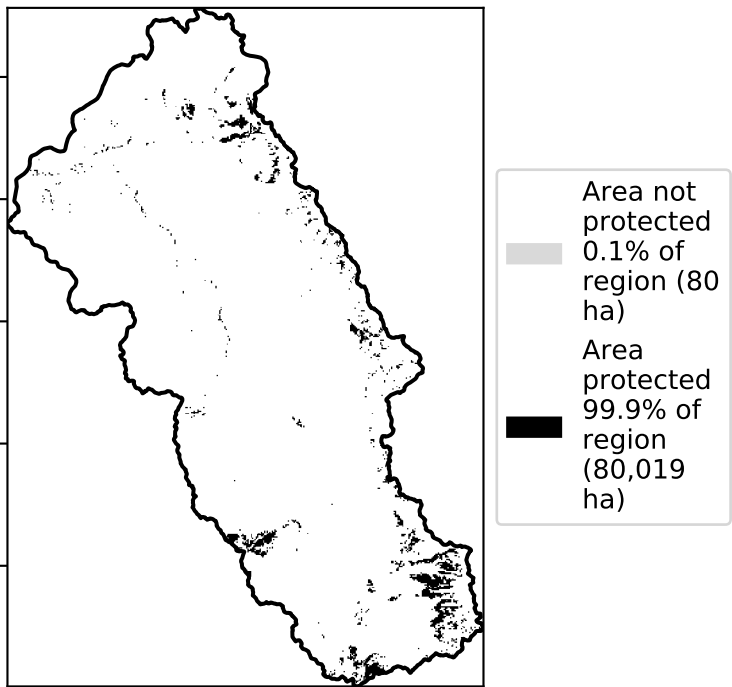 Area not
protected
0.1% of
region (80
ha)
Area
protected
99.9% of
region
(80,019
ha)